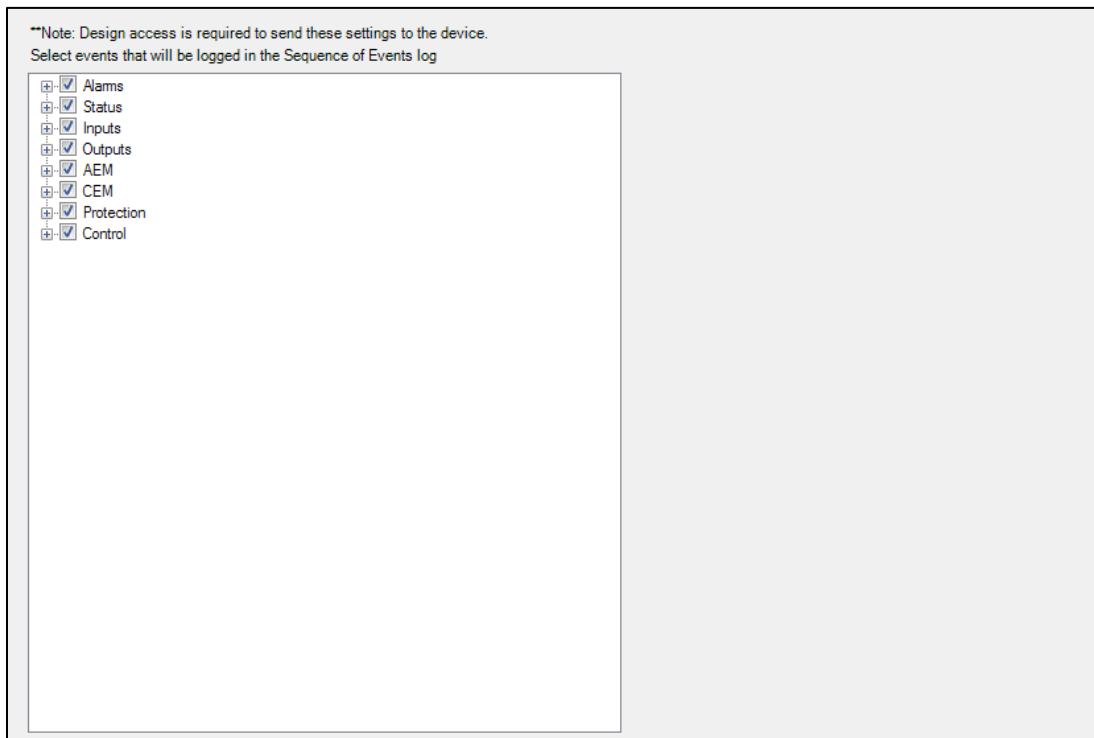 **Note: Design access is required to send these settings to the device.
Select events that will be logged in the Sequence of Events log
Alarms
Status
Inputs
Outputs
AEM
CEM
Protection
Control